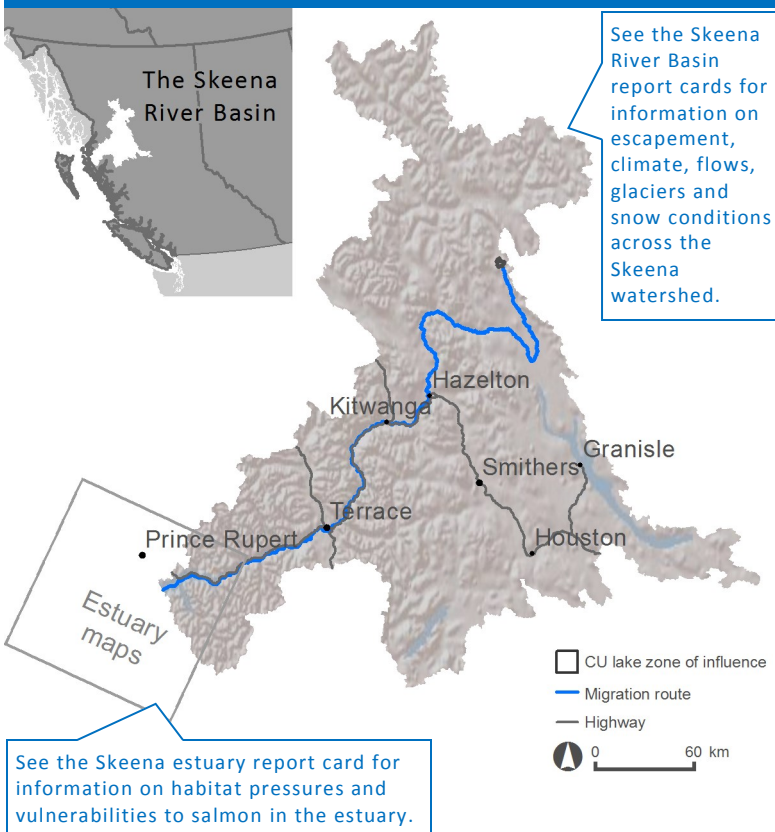 The Skeena
River Basin
See the Skeena
River Basin
report cards for
information on
escapement,
climate, flows,
glaciers and
snow conditions
across the
Skeena
watershed.
Hazelton
Kitwanga
Granisle
Smithers
Terrace
Prince Rupert
Houston
Estuary
maps
CU lake zone of influence
Migration route
Highway
0 60 km
See the Skeena estuary report card for
information on habitat pressures and
vulnerabilities to salmon in the estuary.